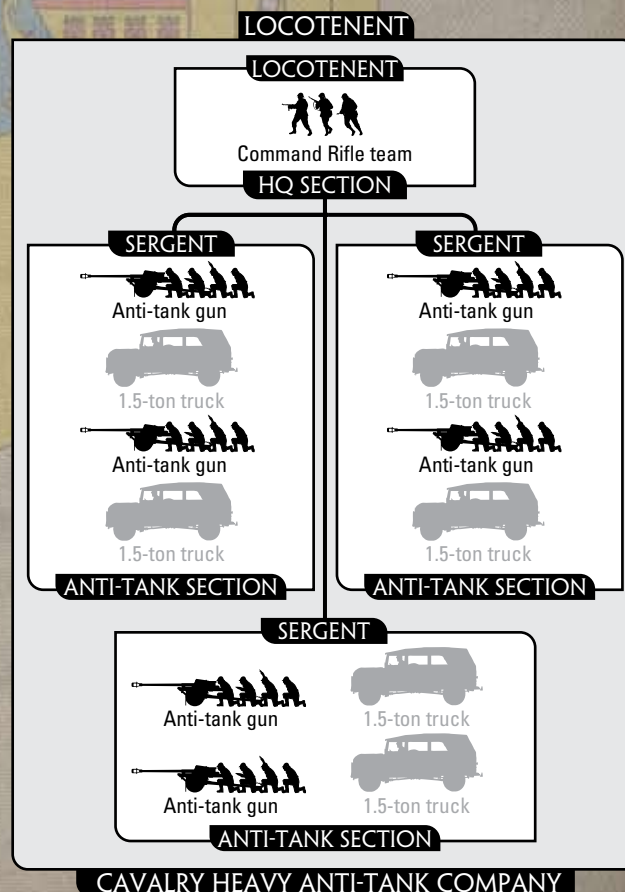 LOCOTENENT
LOCOTENENT
Command Rifle team
HQ SECTION
SERGENT
Anti-tank gun
1.5-ton truck
Anti-tank gun
1.5-ton truck
ANTI-TANK SECTION
SERGENT
Anti-tank gun
1.5-ton truck
Anti-tank gun
1.5-ton truck
ANTI-TANK SECTION
SERGENT
Anti-tank gun
1.5-ton truck
Anti-tank gun
1.5-ton truck
ANTI-TANK SECTION
CAVALRY HEAVY ANTI-TANK COMPANY